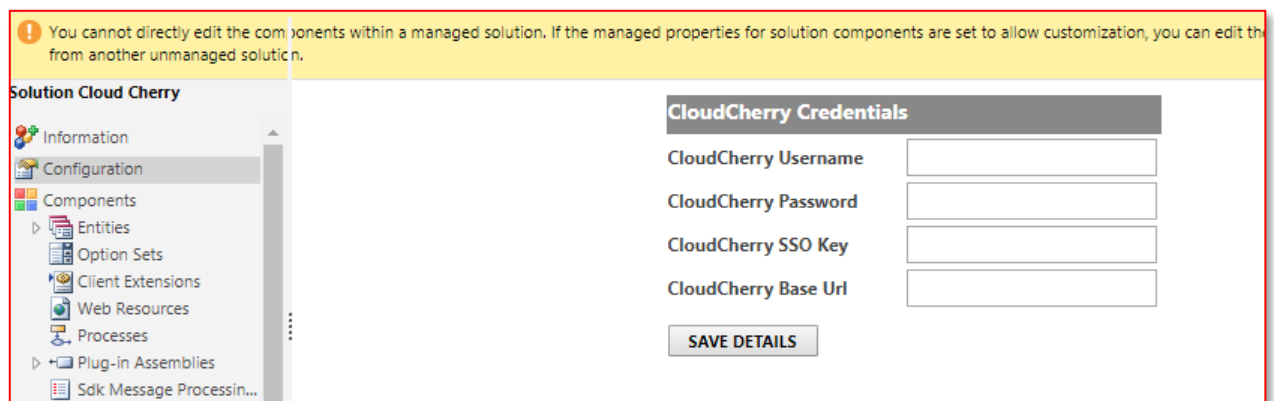 You cannot directly edit the components within a managed solution. If the managed properties for solution components are set to allow customization, you can edit the
from another unmanaged solution.
Solution Cloud Cherry
Information
Configuration
Components
Entities
Option Sets
Client Extensions
Web Resources
Processes
Plug-in Assemblies
Sdk Message Processin...
CloudCherry Credentials
CloudCherry Username
CloudCherry Password
CloudCherry SSO Key
CloudCherry Base Url
SAVE DETAILS